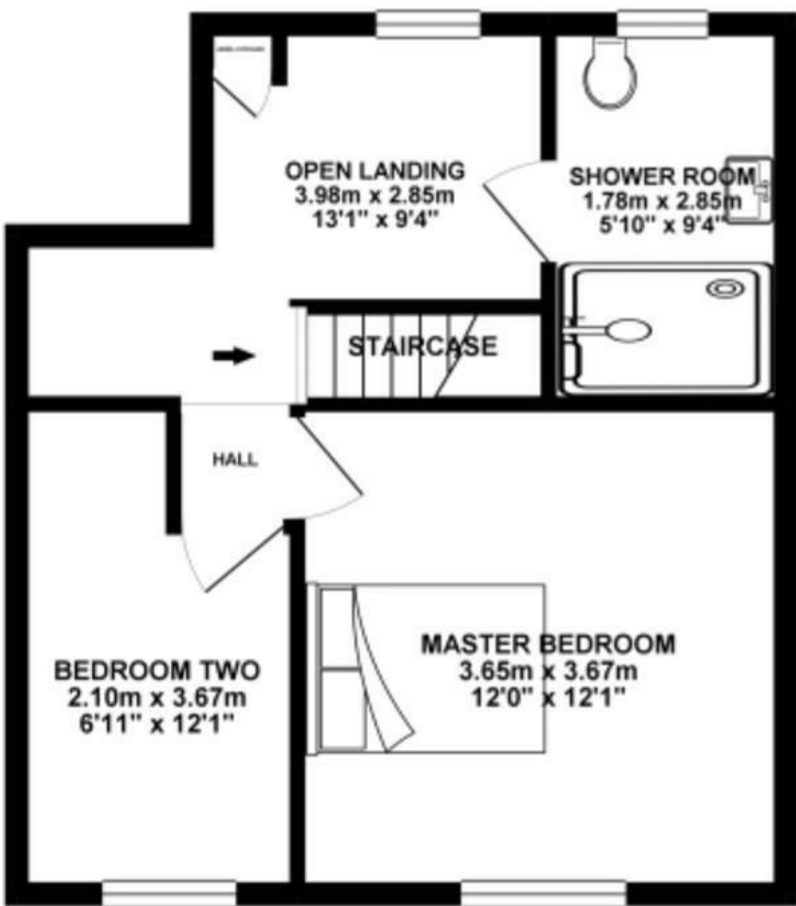 OPEN LANDING
3.98m x 2.85m
13'1" x 9'4"
SHOWER ROOM
1.78m x 2.85m
5'10" x 9'4"
STAIRCASE
HALL
MASTER BEDROOM
3.65m x 3.67m
12'0" x 12'1"
BEDROOM TWO
2.10m x 3.67m
6'11" x 12'1"